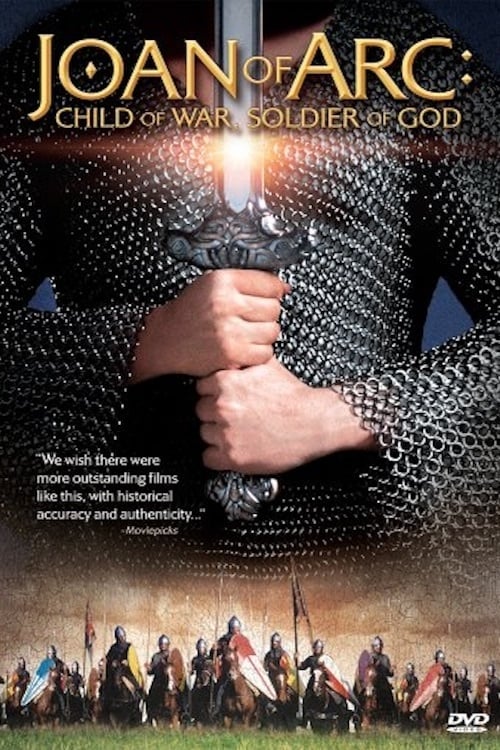 JOAN OF ARC:
CHILD OF WAR, SOLDIER OF GOD
"We wish there were
more outstanding films
like this, with historical
accuracy and authenticity..."
-Moviepicks
DVD
VIDEO